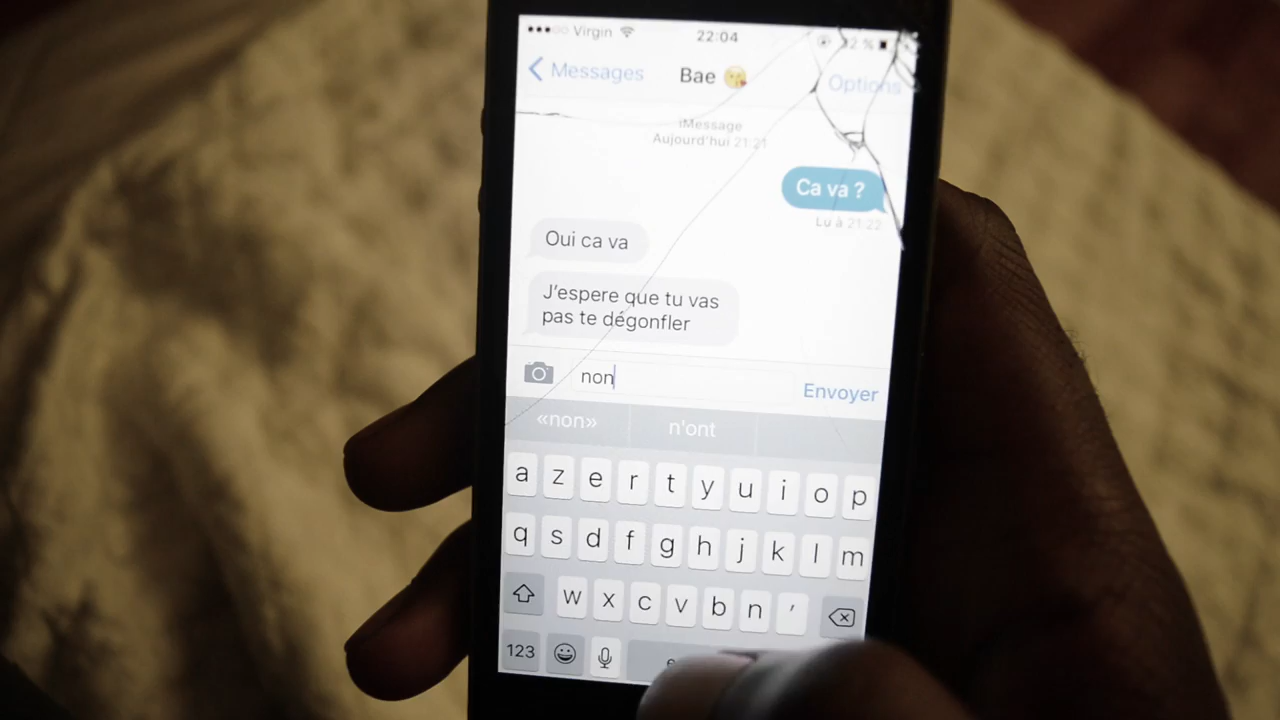 Virgin 22:04 %
Messages Bae 😘 Options
iMessage
Aujourd'hui 21:21
Ca va ?
Lu à 21:22
Oui ca va
J'espere que tu vas
pas te dégonfler
non Envoyer
«non» n'ont
a z e r t y u i o p
q s d f g h j k l m
w x c v b n '
123